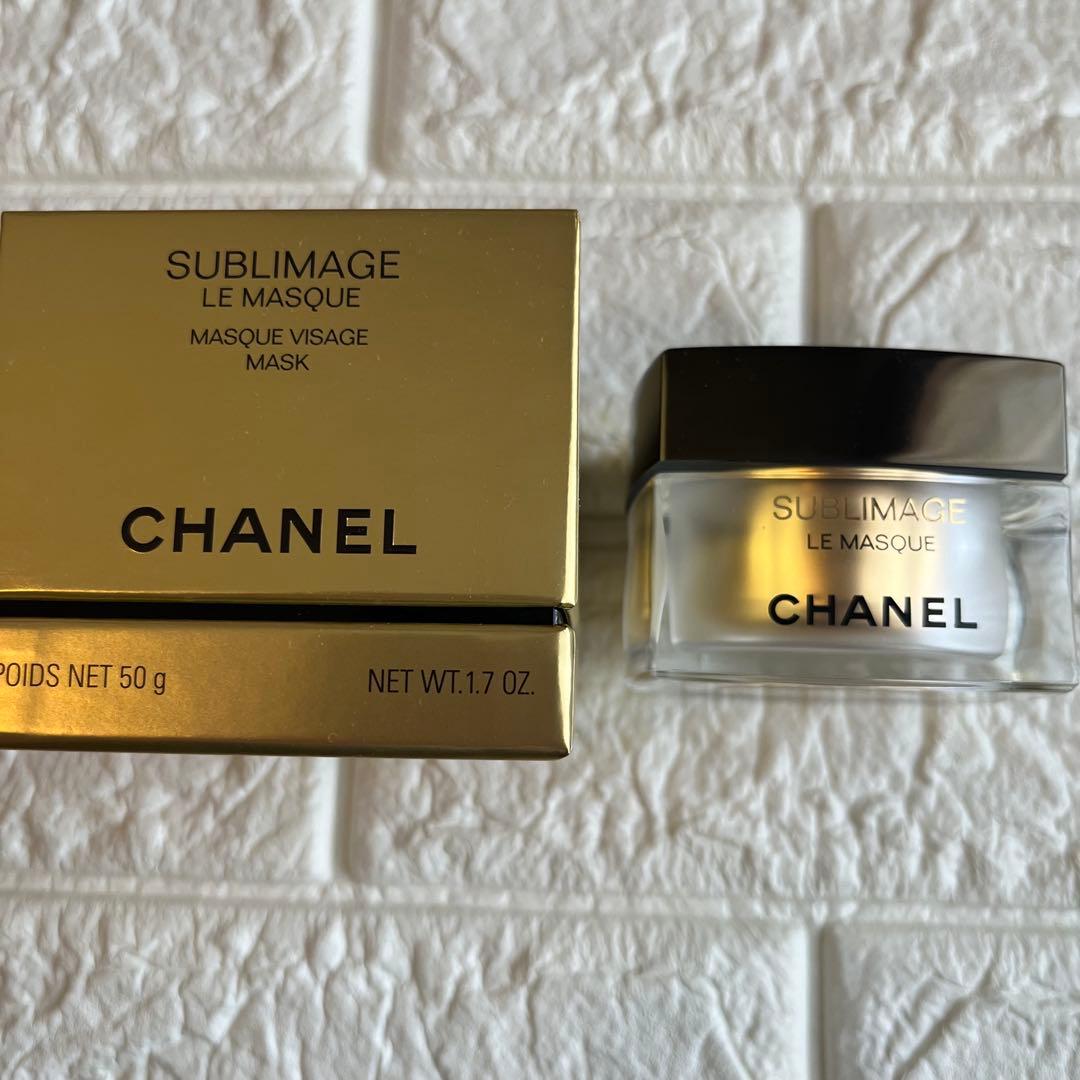 SUBLIMAGE
LE MASQUE
MASQUE VISAGE
MASK
CHANEL
POIDS NET 50 g
NET WT.1.7 OZ.
SUBLIMAGE
LE MASQUE
CHANEL